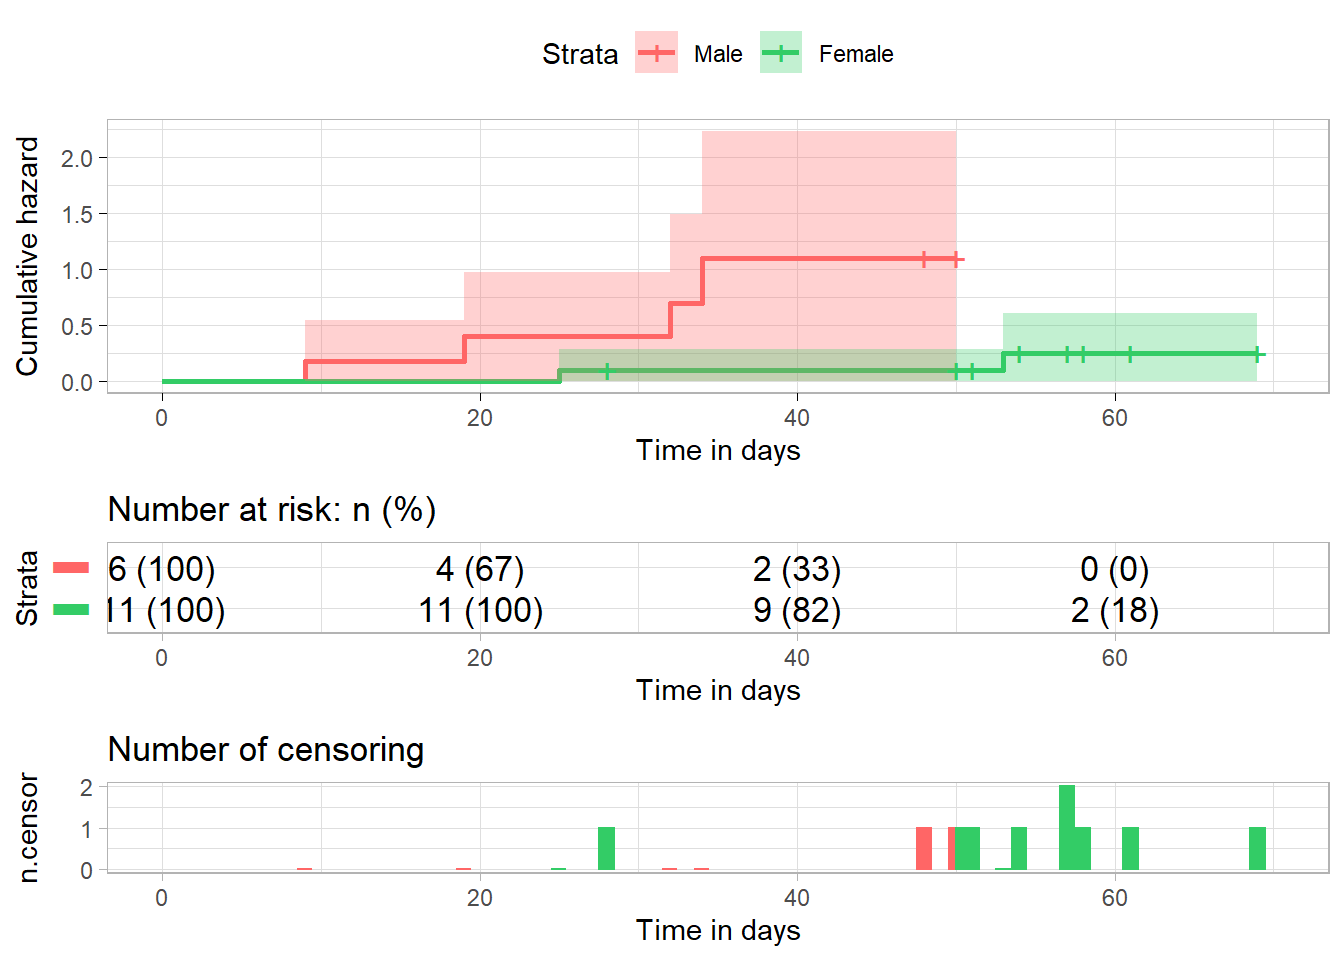 Strata Male Female
Cumulative hazard
2.0
1.5
1.0
0.5
0.0
0 20 40 60
Time in days
Number at risk: n (%)
Strata
6 (100) 4 (67) 2 (33) 0 (0)
11 (100) 11 (100) 9 (82) 2 (18)
0 20 40 60
Time in days
Number of censoring
n.censor
2
1
0
0 20 40 60
Time in days